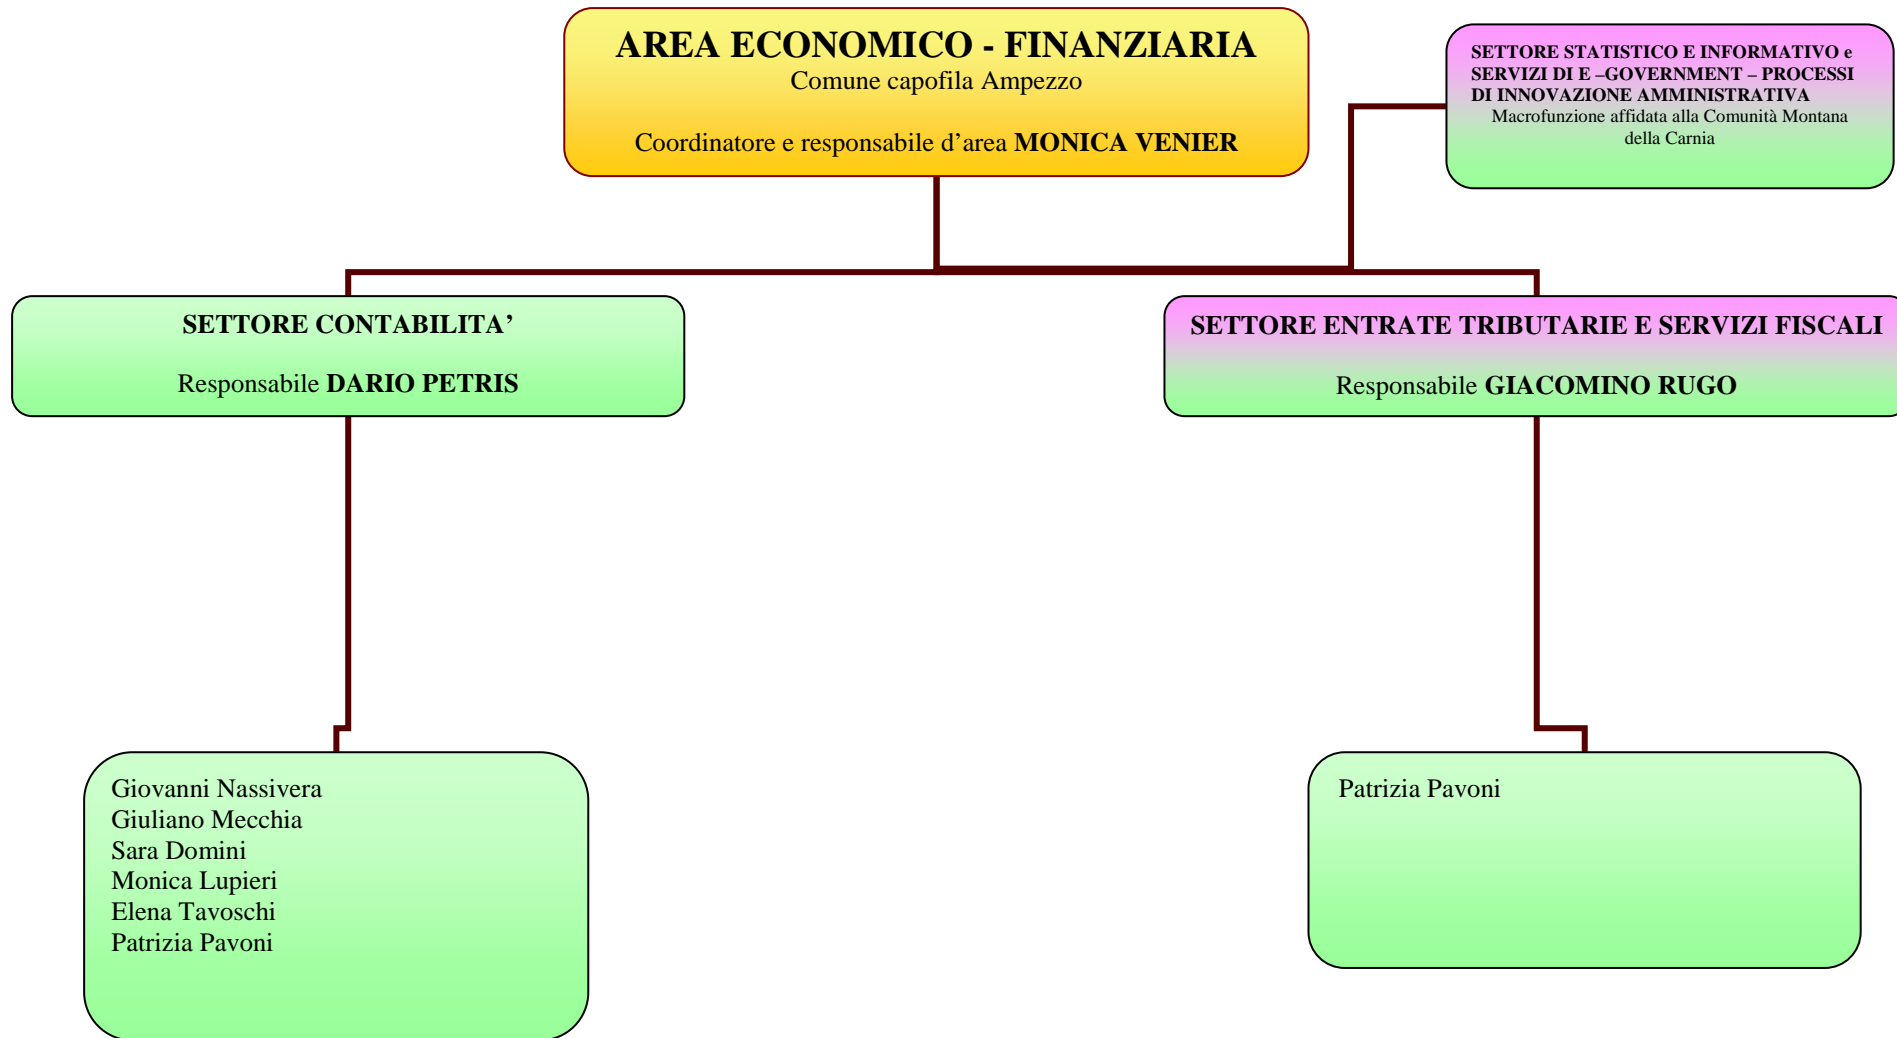 AREA ECONOMICO - FINANZIARIA
Comune capofila Ampezzo
Coordinatore e responsabile d’area MONICA VENIER
SETTORE STATISTICO E INFORMATIVO e
SERVIZI DI E –GOVERNMENT – PROCESSI
DI INNOVAZIONE AMMINISTRATIVA
Macrofunzione affidata alla Comunità Montana
della Carnia
SETTORE CONTABILITA’
Responsabile DARIO PETRIS
SETTORE ENTRATE TRIBUTARIE E SERVIZI FISCALI
Responsabile GIACOMINO RUGO
Giovanni Nassivera
Giuliano Mecchia
Sara Domini
Monica Lupieri
Elena Tavoschi
Patrizia Pavoni
Patrizia Pavoni